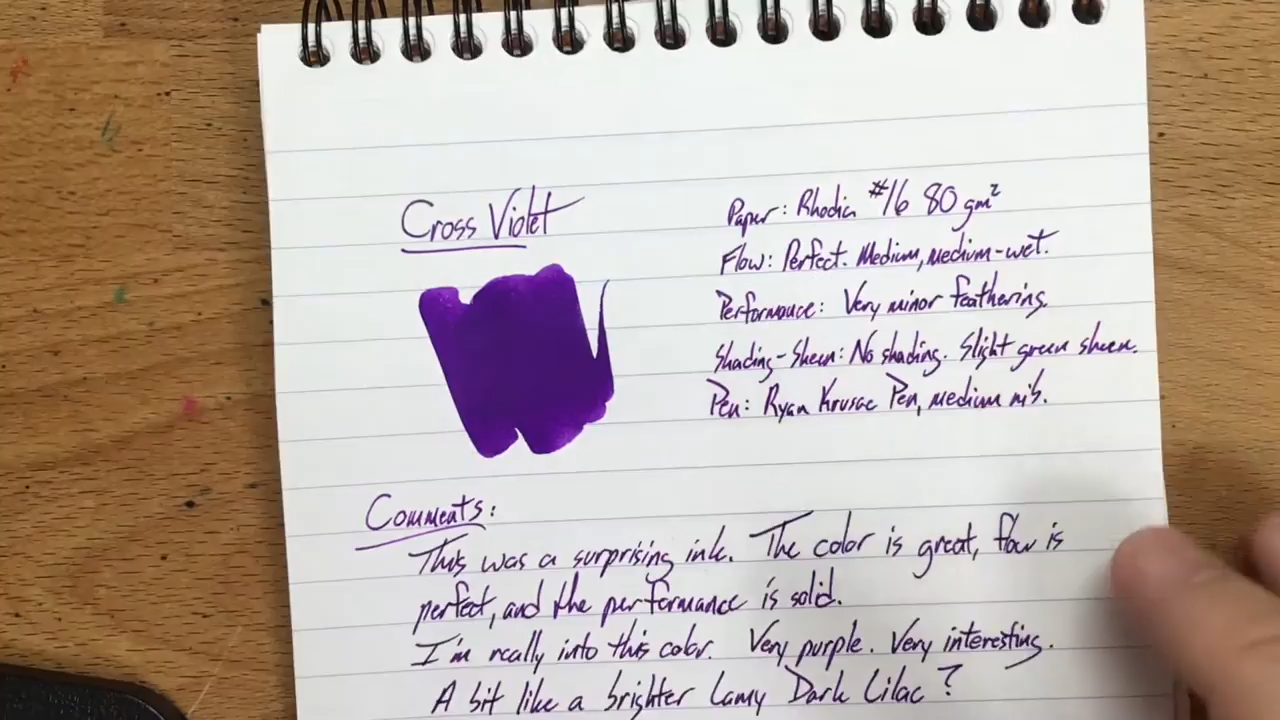 Cross Violet
Paper: Rhodia #16 80 gm²
Flow: Perfect. Medium, medium-wet.
Performance: Very minor feathering.
Shading-Sheen: No shading. Slight green sheen.
Pen: Ryan Krusac Pen, medium nib.
Comments:
This was a surprising ink. The color is great, flow is
perfect, and the performance is solid.
I'm really into this color. Very purple. Very interesting.
A bit like a brighter Lamy Dark Lilac?